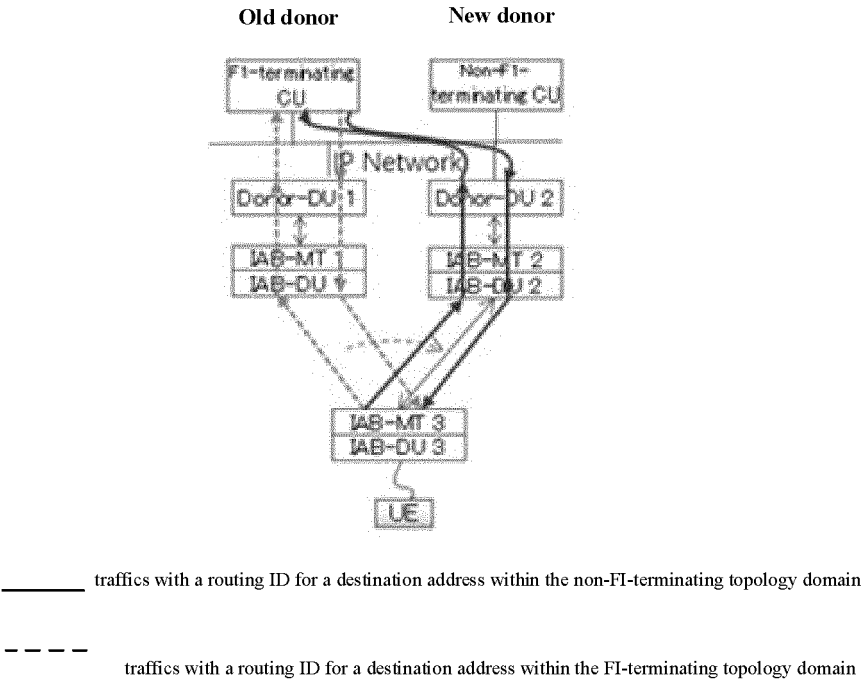 Old donor
New donor
F1-terminating
CU
Non-F1-
terminating CU
IP Network
Donor-DU 1
Donor-DU 2
IAB-MT 1
IAB-DU 1
IAB-MT 2
IAB-DU 2
IAB-MT 3
IAB-DU 3
UE
traffics with a routing ID for a destination address within the non-FI-terminating topology domain
traffics with a routing ID for a destination address within the FI-terminating topology domain